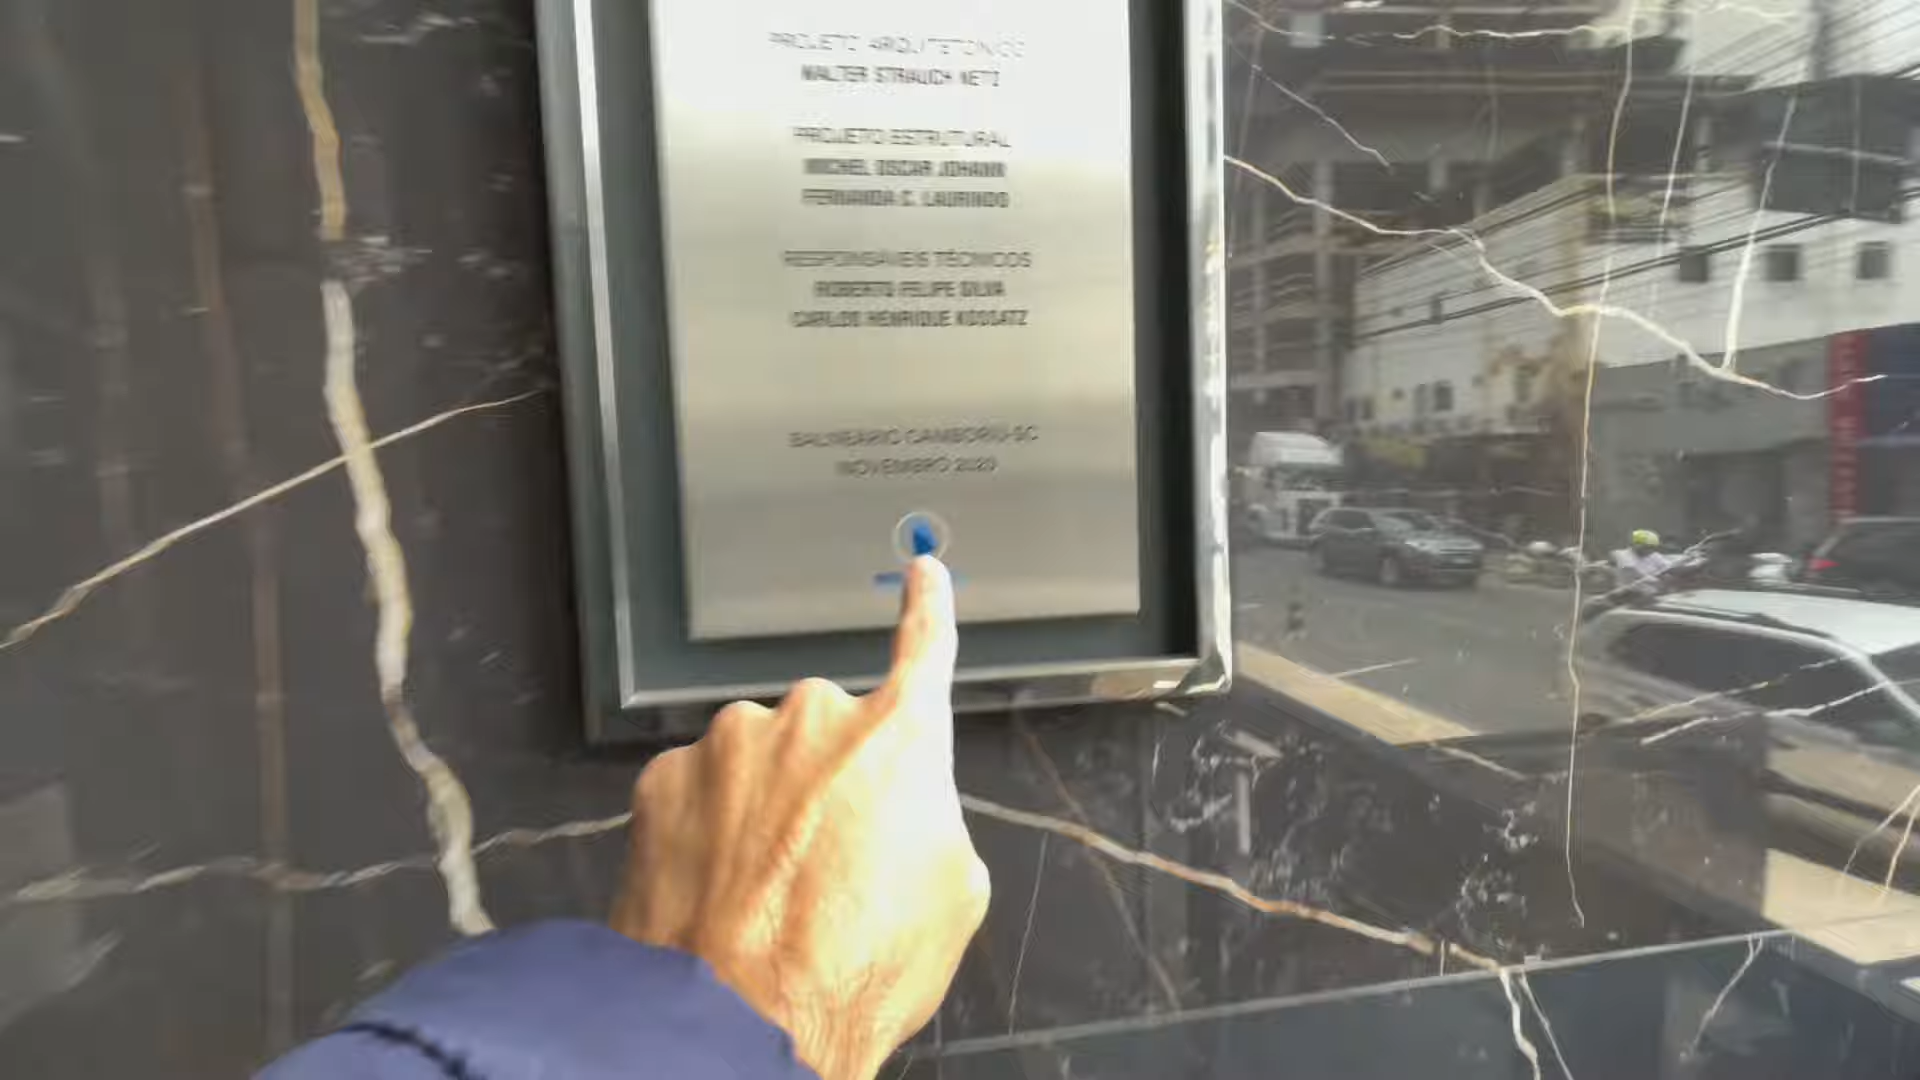 PROJETO ARQUITETÔNICO
WALTER STRAUCH NETO
PROJETO ESTRUTURAL
MICHEL OSCAR JOHANN
FERNANDA C. LAURINDO
RESPONSÁVEIS TÉCNICOS
ROBERTO FELIPE SILVA
CARLOS HENRIQUE KOSSATZ
BALNEÁRIO CAMBORIÚ-SC
NOVEMBRO 2020